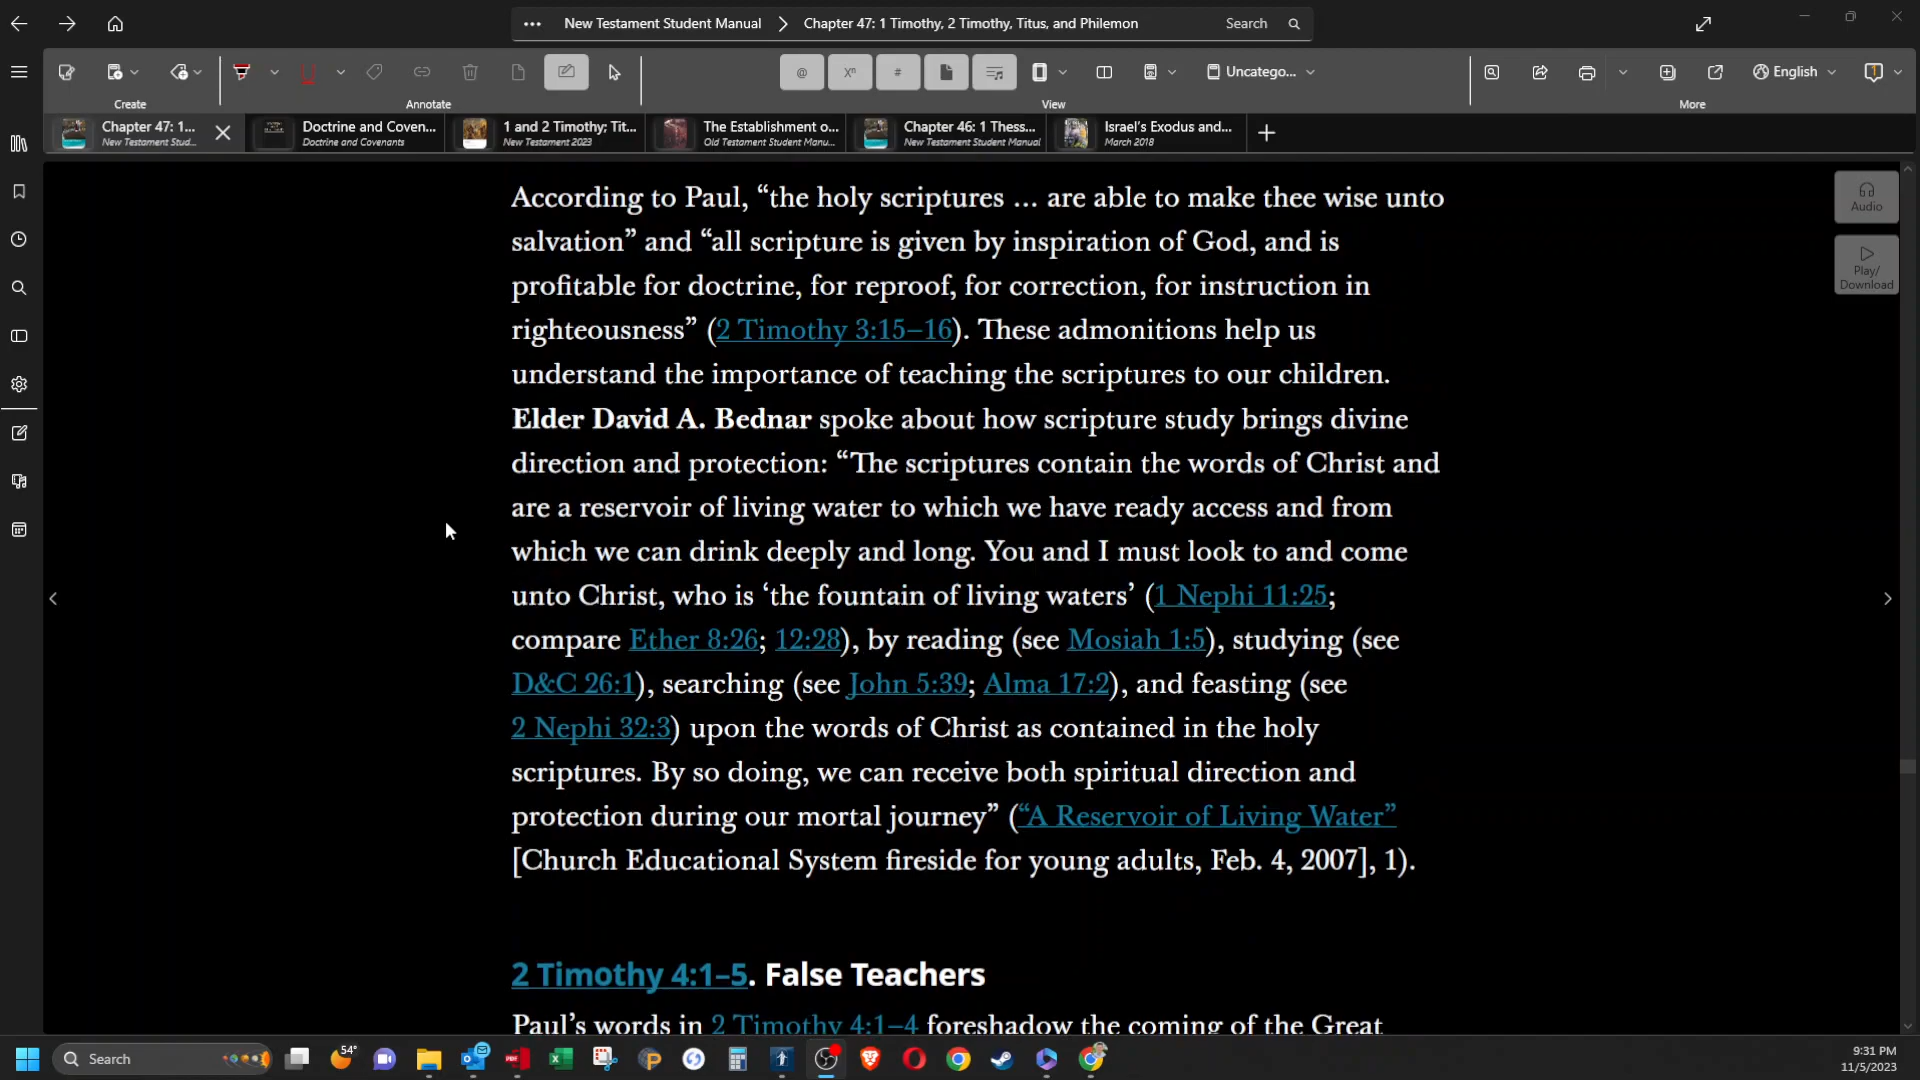 New Testament Student Manual
Chapter 47: 1 Timothy, 2 Timothy, Titus, and Philemon
Search
Create
Annotate
@
Xⁿ
#
Uncatego...
View
English
1
More
Chapter 47: 1...
New Testament Stud...
Doctrine and Coven...
Doctrine and Covenants
1 and 2 Timothy; Tit...
New Testament 2023
The Establishment o...
Old Testament Student Manu...
Chapter 46: 1 Thess...
New Testament Student Manual
Israel's Exodus and...
March 2018
Audio
Play/
Download
According to Paul, “the holy scriptures … are able to make thee wise unto
salvation” and “all scripture is given by inspiration of God, and is
profitable for doctrine, for reproof, for correction, for instruction in
righteousness” (2 Timothy 3:15–16). These admonitions help us
understand the importance of teaching the scriptures to our children.
Elder David A. Bednar spoke about how scripture study brings divine
direction and protection: “The scriptures contain the words of Christ and
are a reservoir of living water to which we have ready access and from
which we can drink deeply and long. You and I must look to and come
unto Christ, who is ‘the fountain of living waters’ (1 Nephi 11:25;
compare Ether 8:26; 12:28), by reading (see Mosiah 1:5), studying (see
D&C 26:1), searching (see John 5:39; Alma 17:2), and feasting (see
2 Nephi 32:3) upon the words of Christ as contained in the holy
scriptures. By so doing, we can receive both spiritual direction and
protection during our mortal journey” (“A Reservoir of Living Water”
[Church Educational System fireside for young adults, Feb. 4, 2007], 1).
2 Timothy 4:1–5. False Teachers
Paul’s words in 2 Timothy 4:1–4 foreshadow the coming of the Great
Search
54°
9:31 PM
11/5/2023